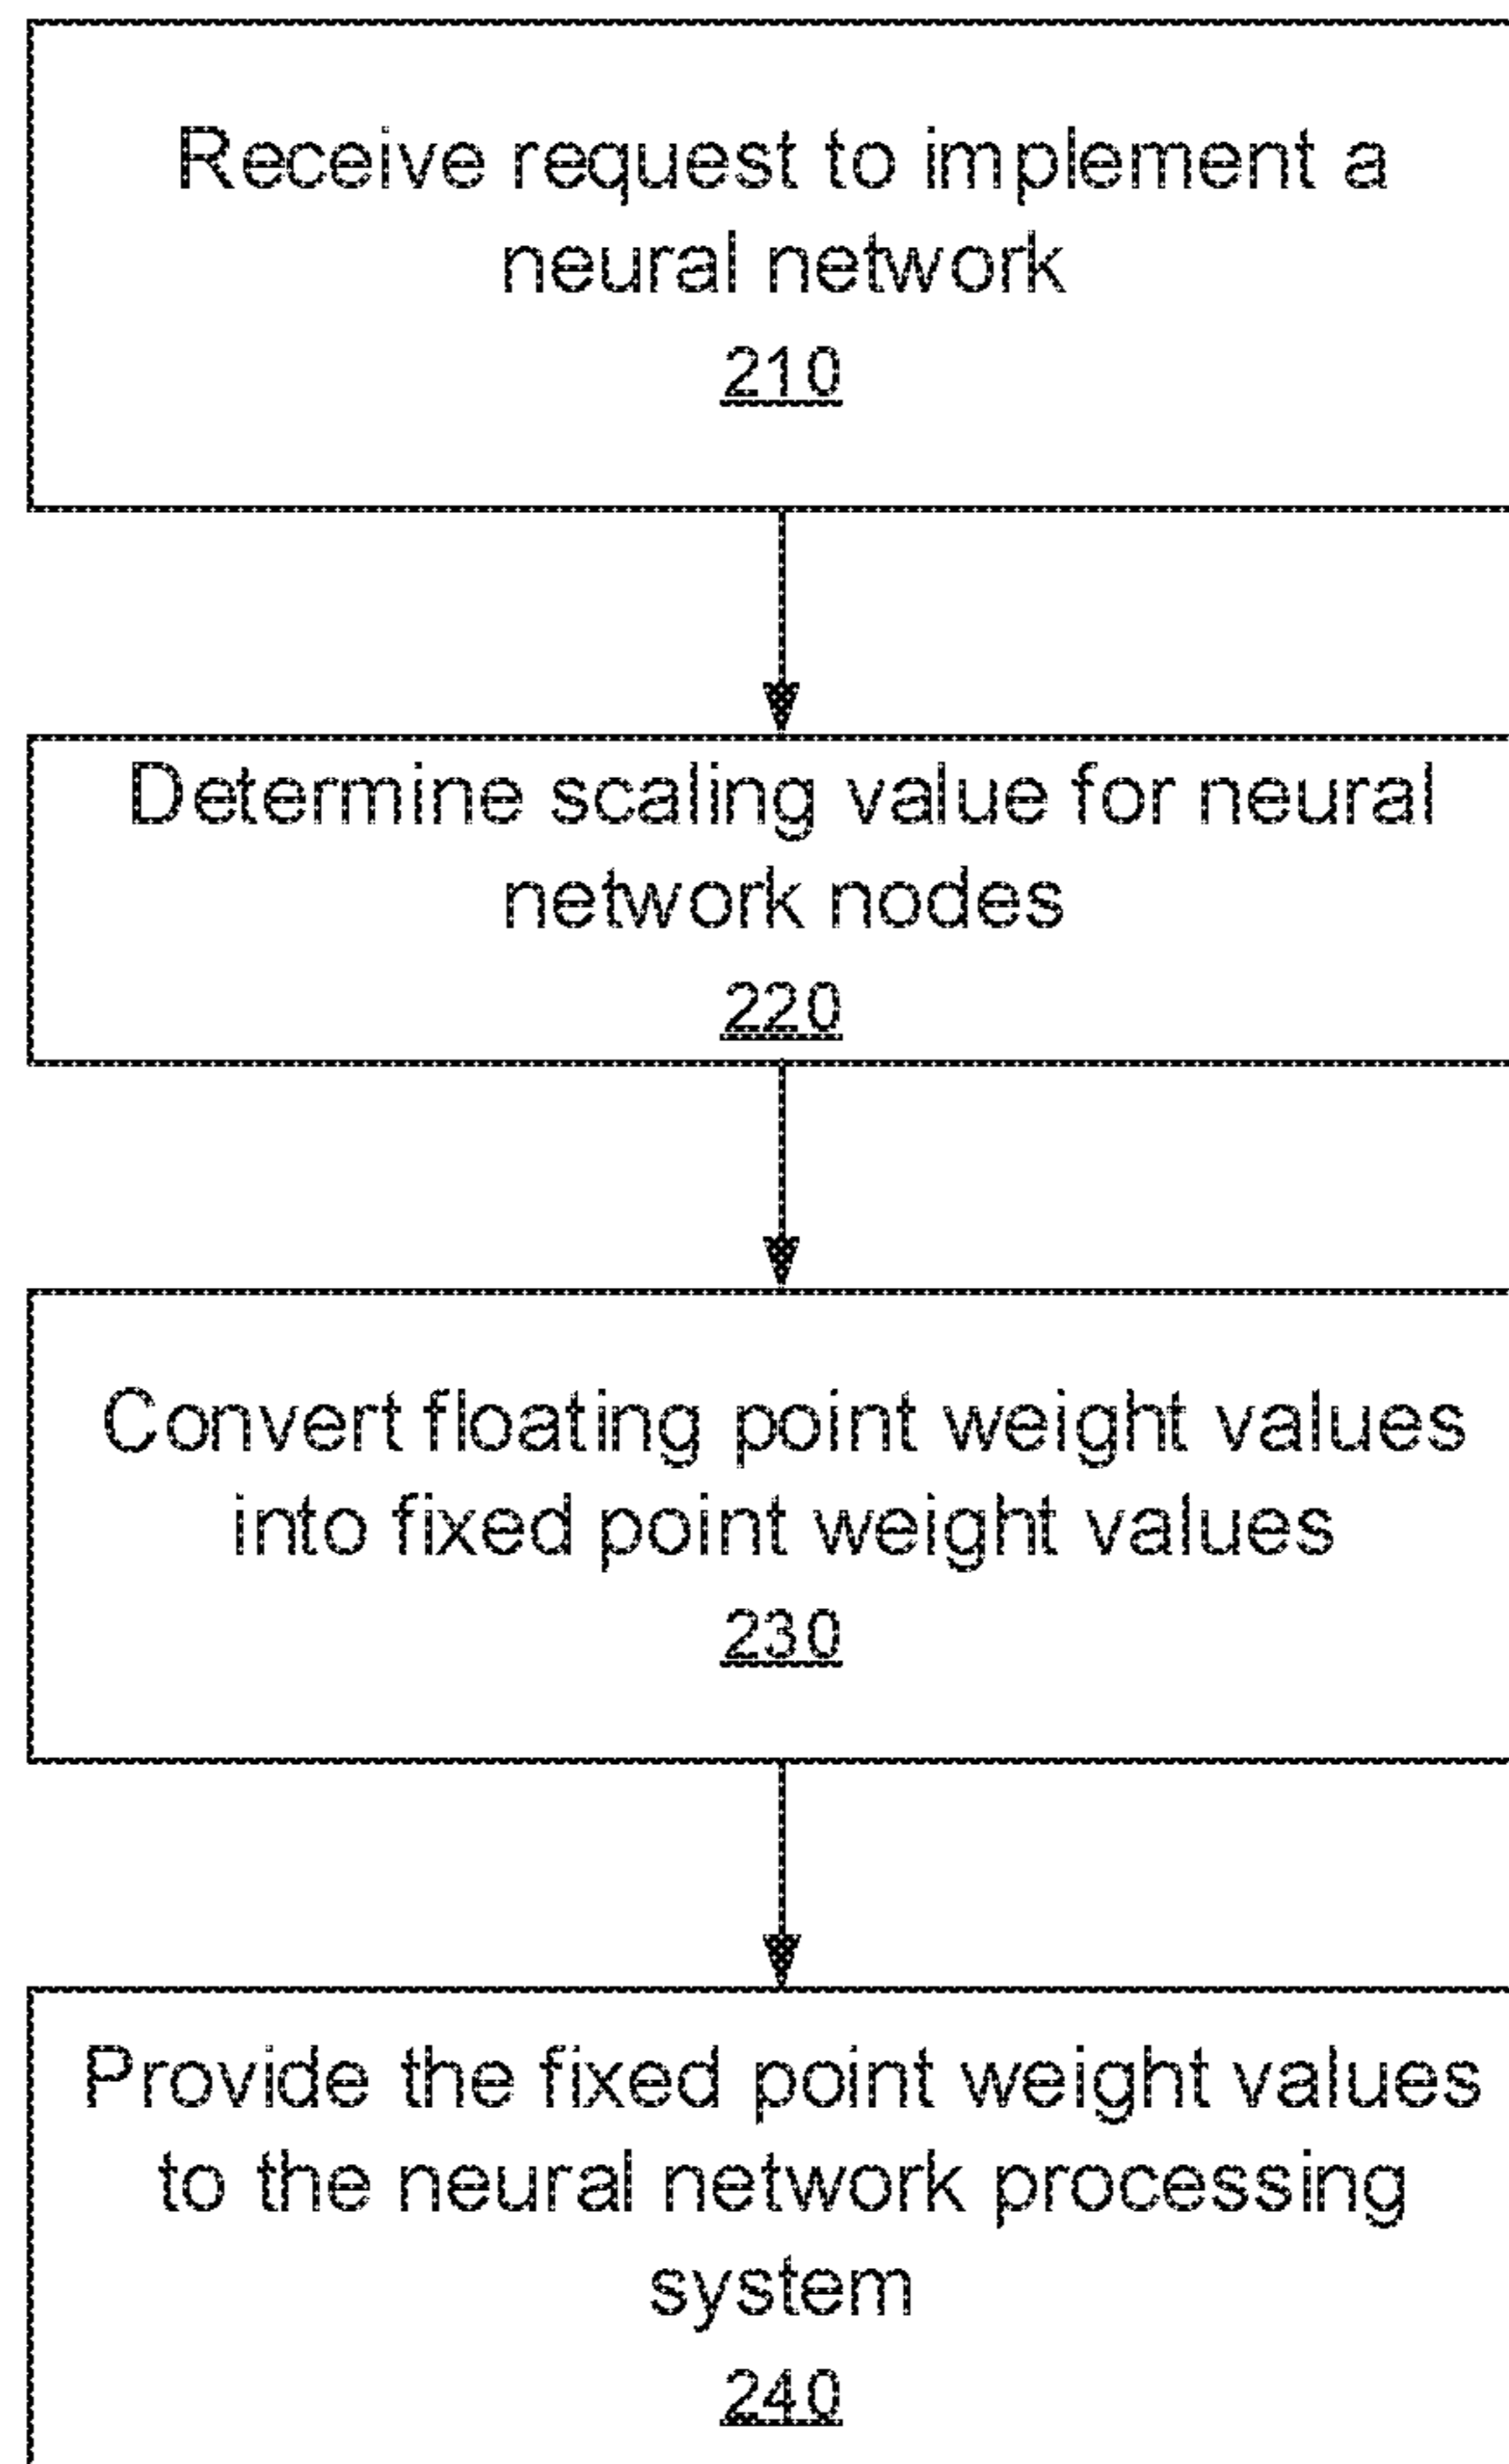 Receive request to implement a
neural network
210
Determine scaling value for neural
network nodes
220
Convert floating point weight values
into fixed point weight values
230
Provide the fixed point weight values
to the neural network processing
system
240